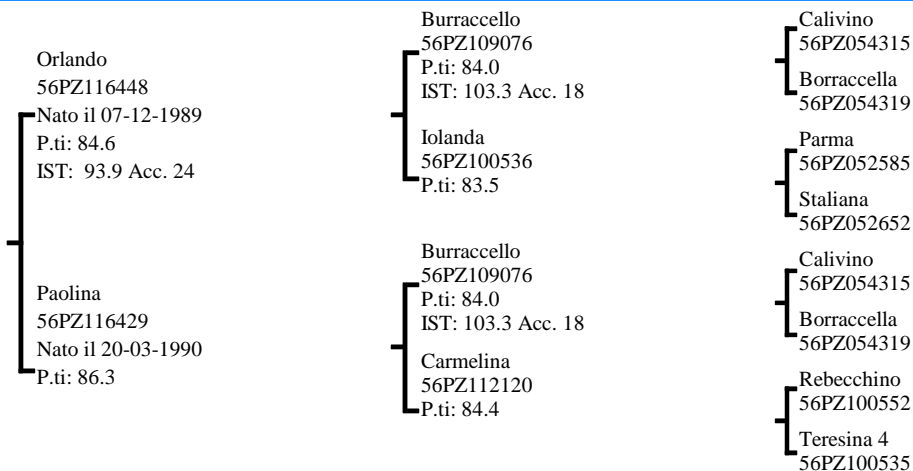 Orlando
56PZ116448
Nato il 07-12-1989
P.ti: 84.6
IST: 93.9 Acc. 24
Paolina
56PZ116429
Nato il 20-03-1990
P.ti: 86.3
Burraccello
56PZ109076
P.ti: 84.0
IST: 103.3 Acc. 18
Iolanda
56PZ100536
P.ti: 83.5
Burraccello
56PZ109076
P.ti: 84.0
IST: 103.3 Acc. 18
Carmelina
56PZ112120
P.ti: 84.4
Calivino
56PZ054315
Borraccella
56PZ054319
Parma
56PZ052585
Staliana
56PZ052652
Calivino
56PZ054315
Borraccella
56PZ054319
Rebecchino
56PZ100552
Teresina 4
56PZ100535